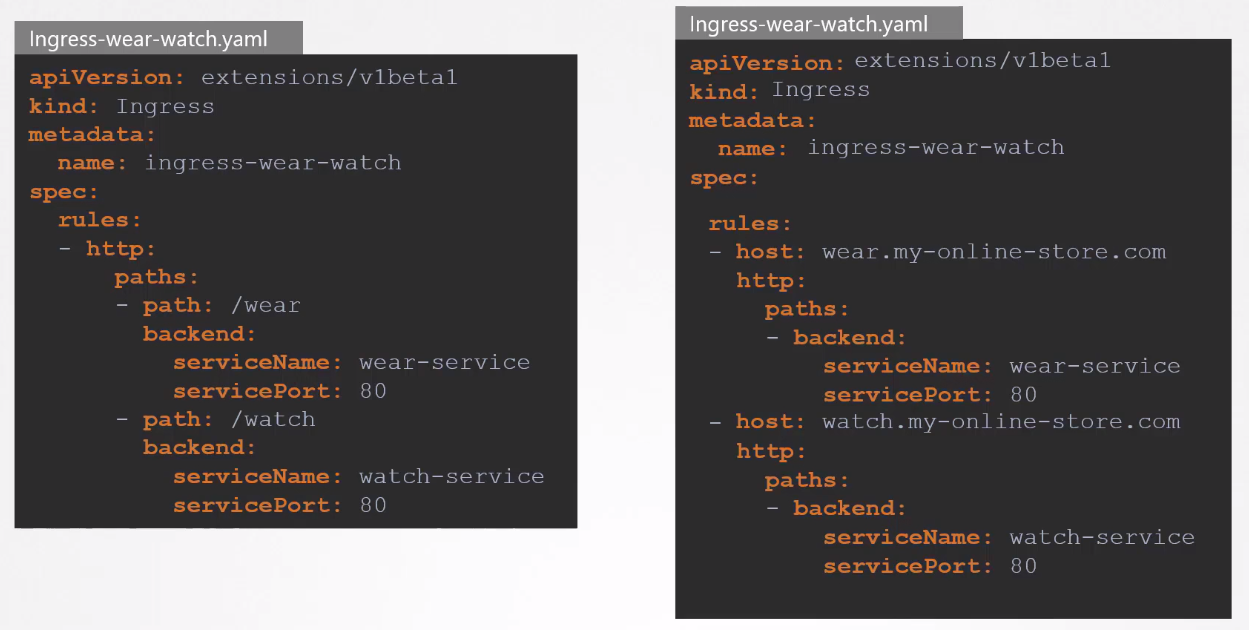 Ingress-wear-watch.yaml
apiVersion: extensions/v1beta1
kind: Ingress
metadata:
  name: ingress-wear-watch
spec:
  rules:
  - http:
      paths:
      - path: /wear
        backend:
          serviceName: wear-service
          servicePort: 80
      - path: /watch
        backend:
          serviceName: watch-service
          servicePort: 80
Ingress-wear-watch.yaml
apiVersion: extensions/v1beta1
kind: Ingress
metadata:
  name: ingress-wear-watch
spec:
  rules:
  - host: wear.my-online-store.com
    http:
      paths:
      - backend:
          serviceName: wear-service
          servicePort: 80
  - host: watch.my-online-store.com
    http:
      paths:
      - backend:
          serviceName: watch-service
          servicePort: 80